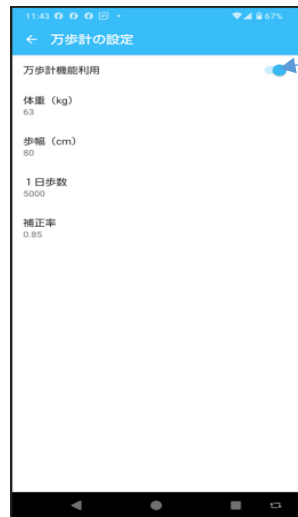 11:43 67%
← 万歩計の設定
万歩計機能利用
体重（kg）
63
歩幅（cm）
80
１日歩数
5000
補正率
0.85